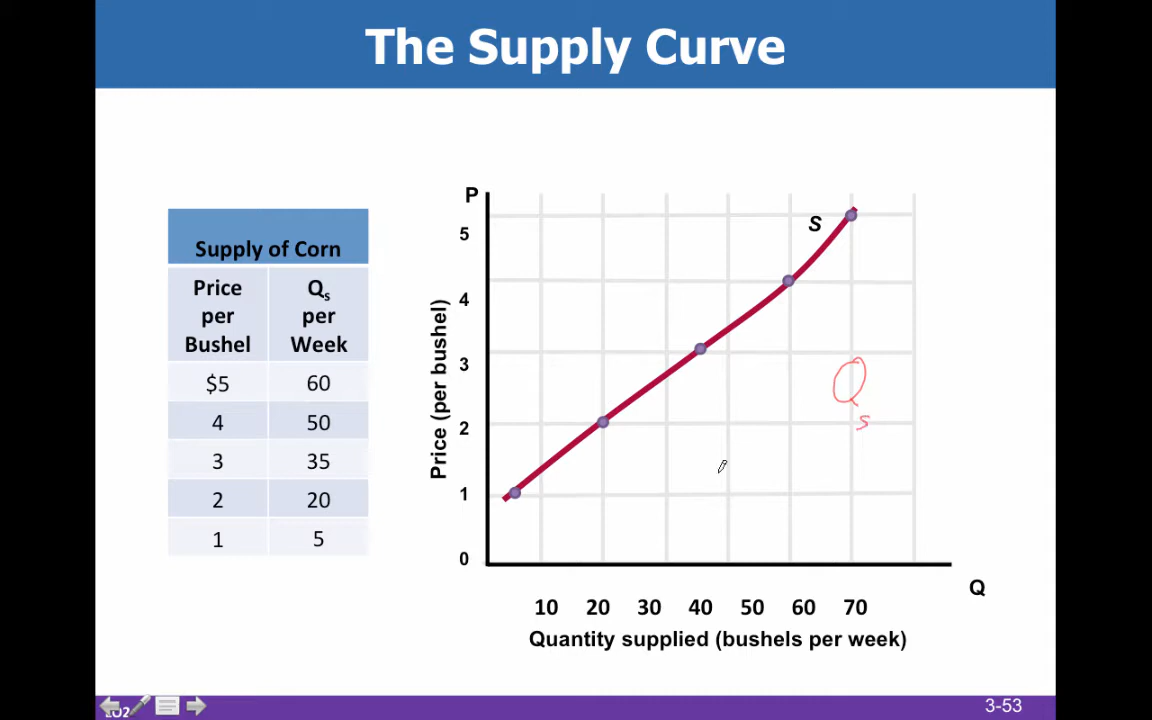 The Supply Curve
Supply of Corn
Price per Bushel
Qs per Week
$5 60
4 50
3 35
2 20
1 5
P
5
4
3
2
1
0
Price (per bushel)
S
Q
s
10 20 30 40 50 60 70
Q
Quantity supplied (bushels per week)
LO2
3-53